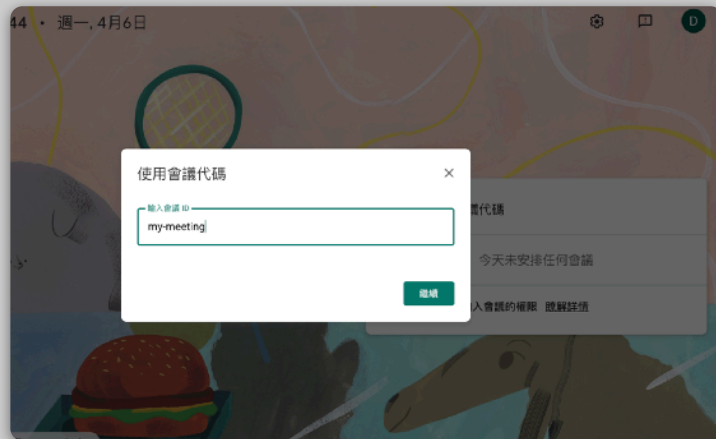 44 • 週一, 4月6日
D
使用會議代碼
輸入會議 ID
my-meeting
代碼
今天未安排任何會議
繼續
入會議的權限 瞭解詳情